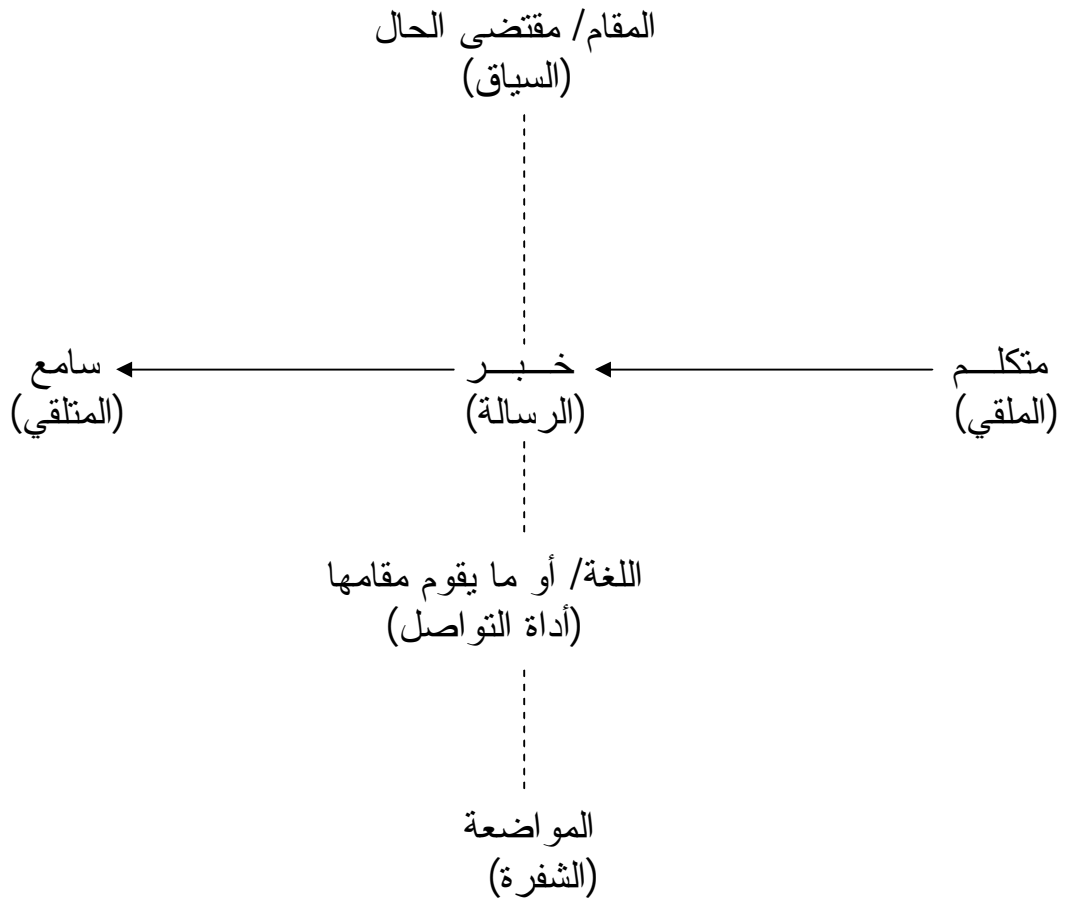 المقام/ مقتضى الحال
(السياق)
متكلم خبر سامع
(الملقي) (الرسالة) (المتلقي)
اللغة/ أو ما يقوم مقامها
(أداة التواصل)
المواضعة
(الشفرة)